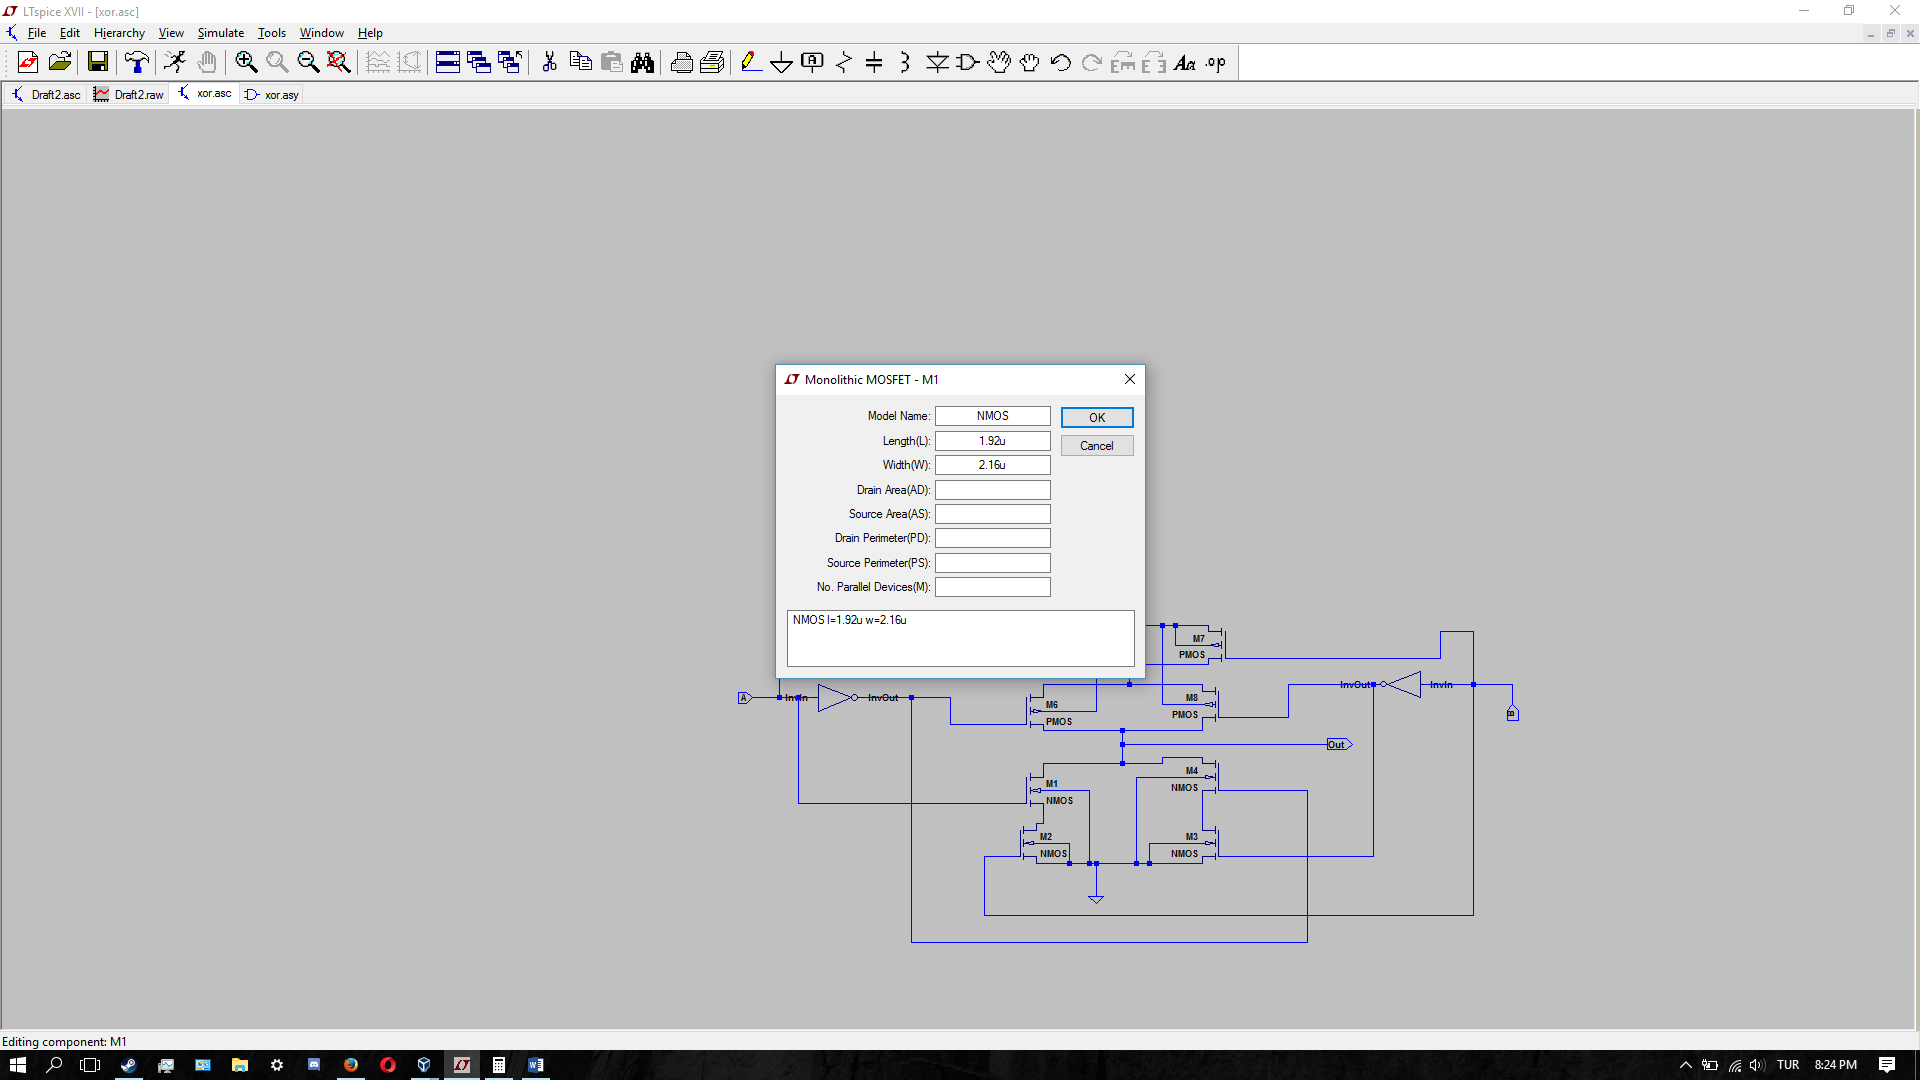 LTspice XVII - [xor.asc]
File Edit Hierarchy View Simulate Tools Window Help
Draft2.asc Draft2.raw xor.asc xor.asy
Monolithic MOSFET - M1
Model Name: NMOS OK
Length(L): 1.92u Cancel
Width(W): 2.16u
Drain Area(AD):
Source Area(AS):
Drain Perimeter(PD):
Source Perimeter(PS):
No. Parallel Devices(M):
NMOS l=1.92u w=2.16u
M7
PMOS
A InvIn InvOut
M6
PMOS
M8
PMOS
InvOut InvIn
B
Out
M1
NMOS
M4
NMOS
M2
NMOS
M3
NMOS
Editing component: M1
TUR 8:24 PM